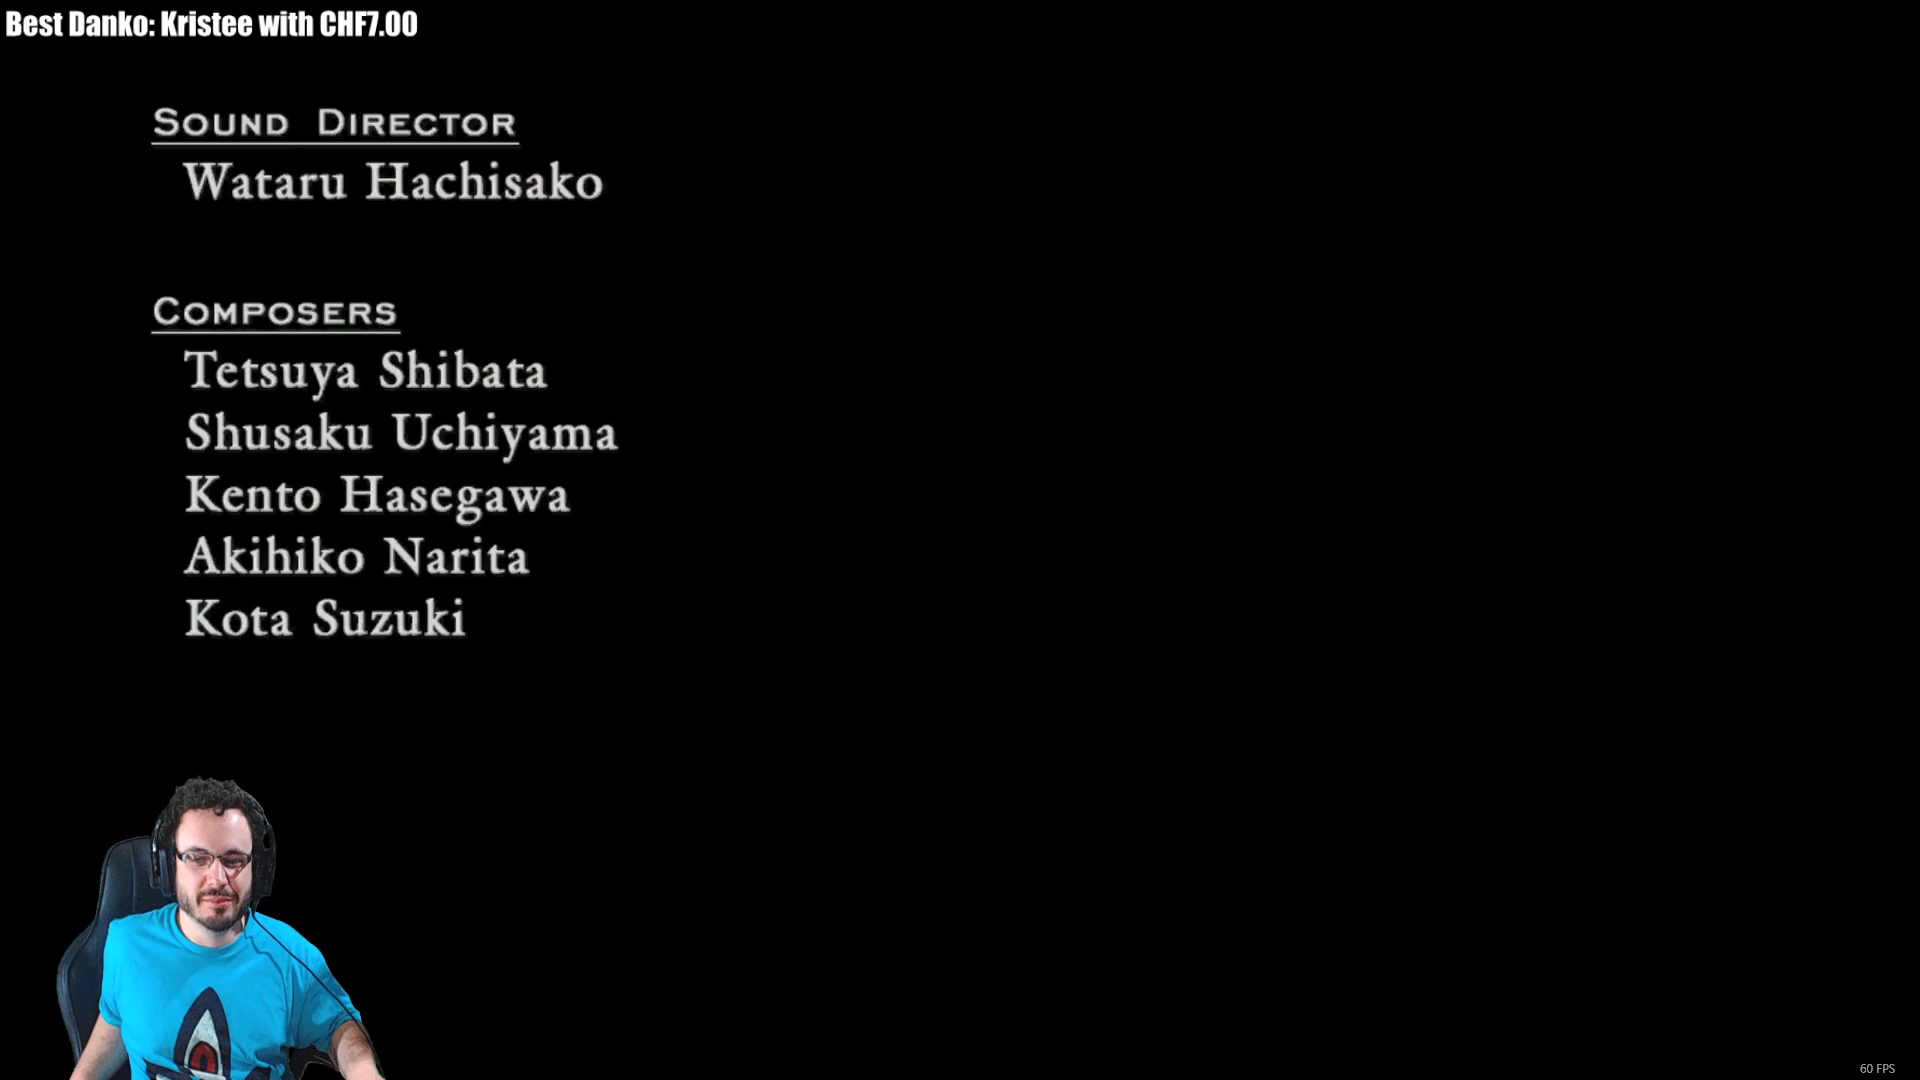 Best Danko: Kristee with CHF7.00
Sound Director
Wataru Hachisako
Composers
Tetsuya Shibata
Shusaku Uchiyama
Kento Hasegawa
Akihiko Narita
Kota Suzuki
60 FPS